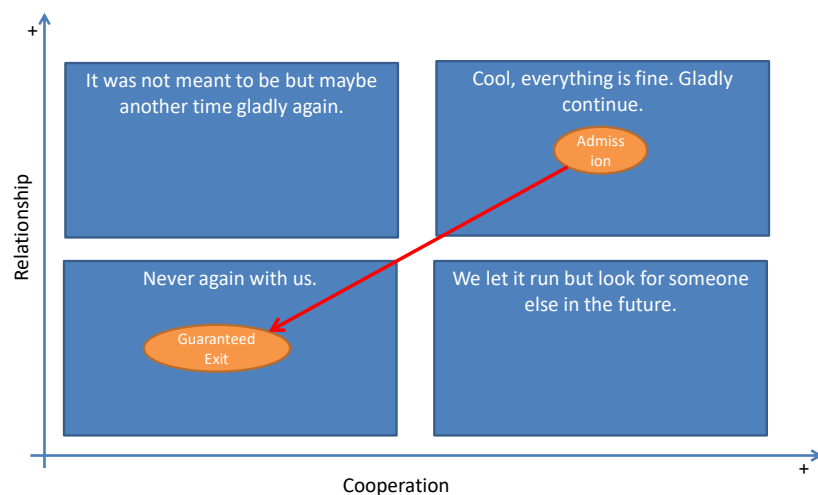 +
It was not meant to be but maybe
another time gladly again.
Cool, everything is fine. Gladly
continue.
Admiss
ion
Relationship
Never again with us.
We let it run but look for someone
else in the future.
Guaranteed
Exit
+
Cooperation